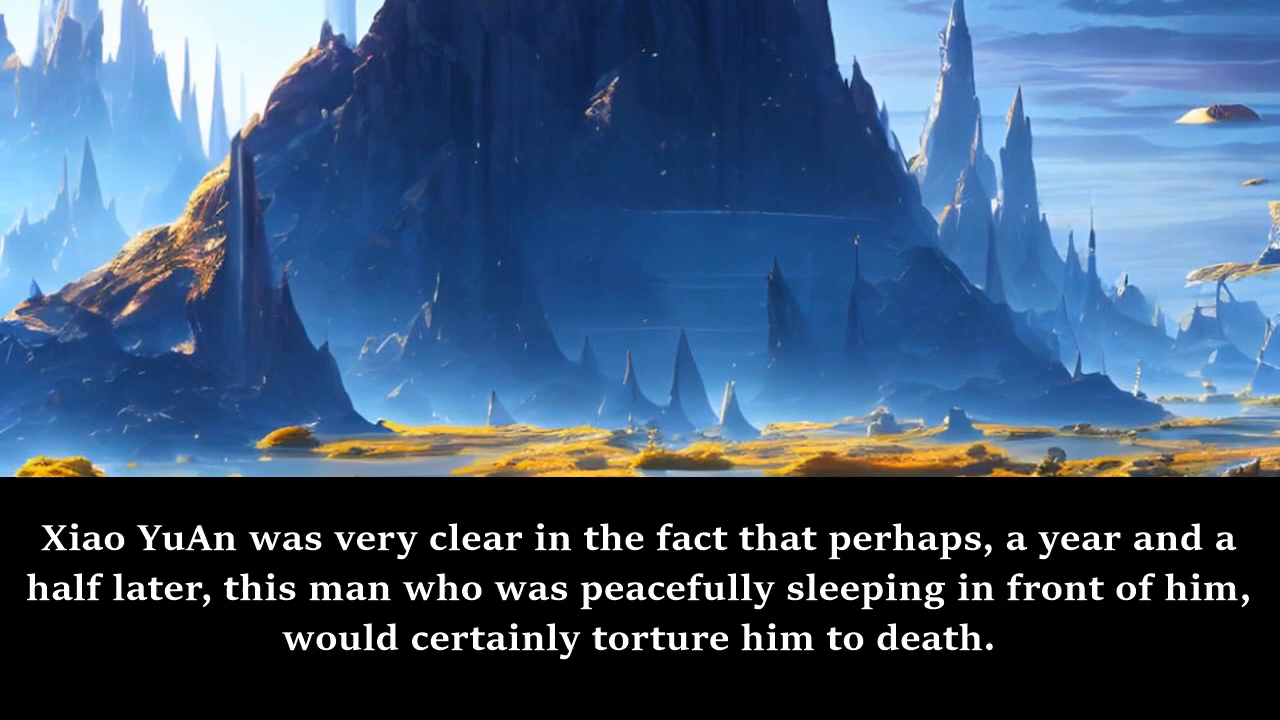 Xiao YuAn was very clear in the fact that perhaps, a year and a
half later, this man who was peacefully sleeping in front of him,
would certainly torture him to death.